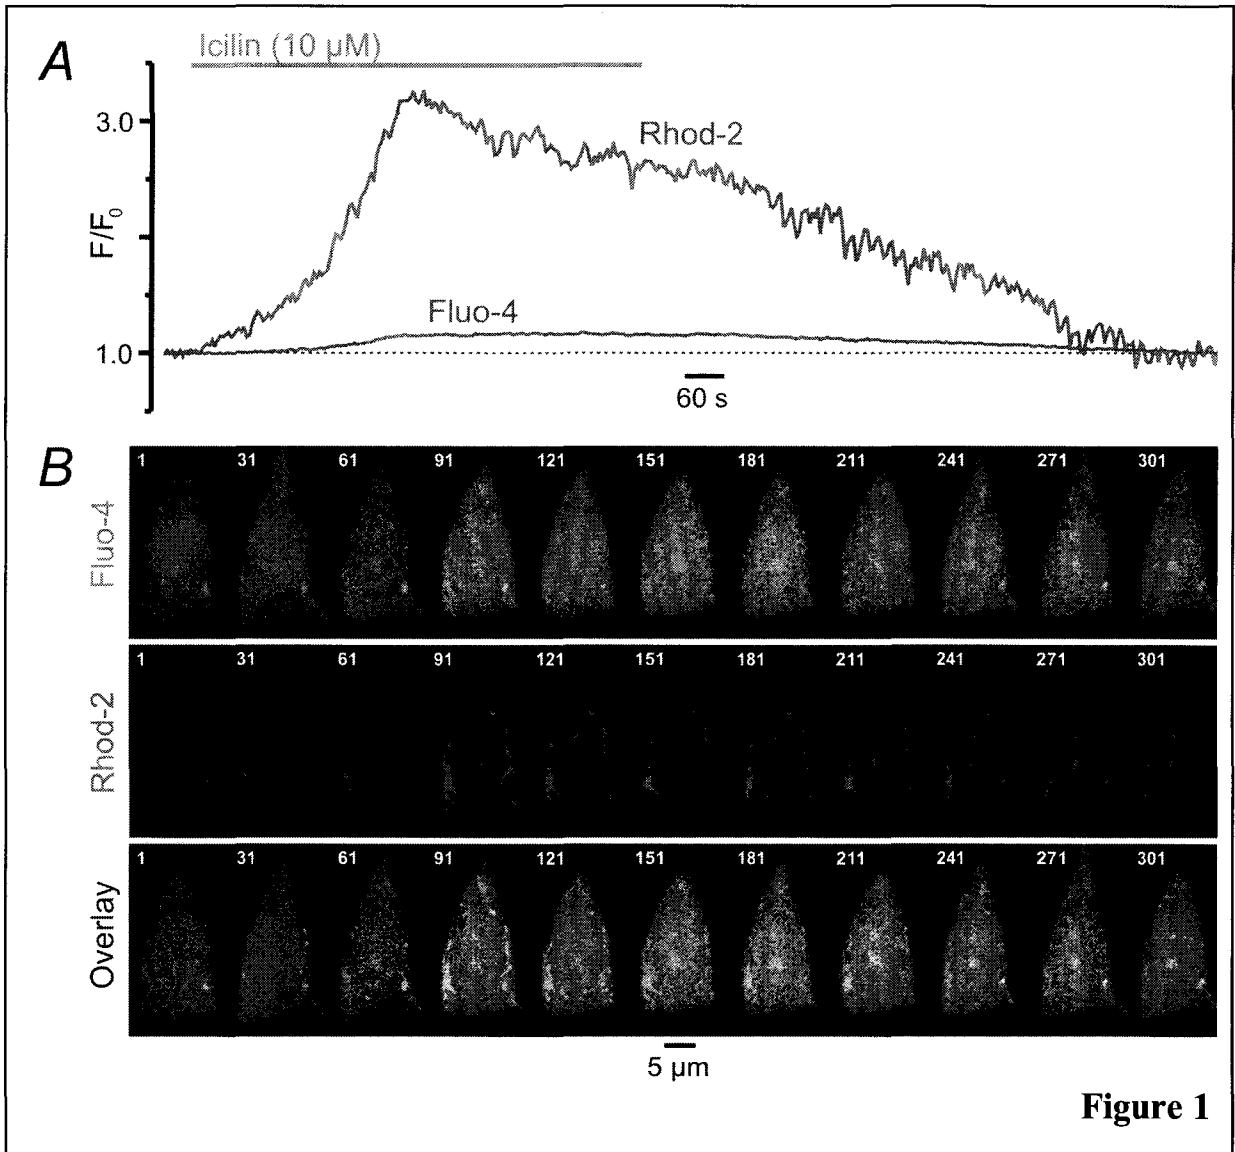 A
Icilin (10 µM)
3.0
Rhod-2
F/F0
Fluo-4
1.0
60 s
B
1 31 61 91 121 151 181 211 241 271 301
Fluo-4
1 31 61 91 121 151 181 211 241 271 301
Rhod-2
1 31 61 91 121 151 181 211 241 271 301
Overlay
5 µm
Figure 1